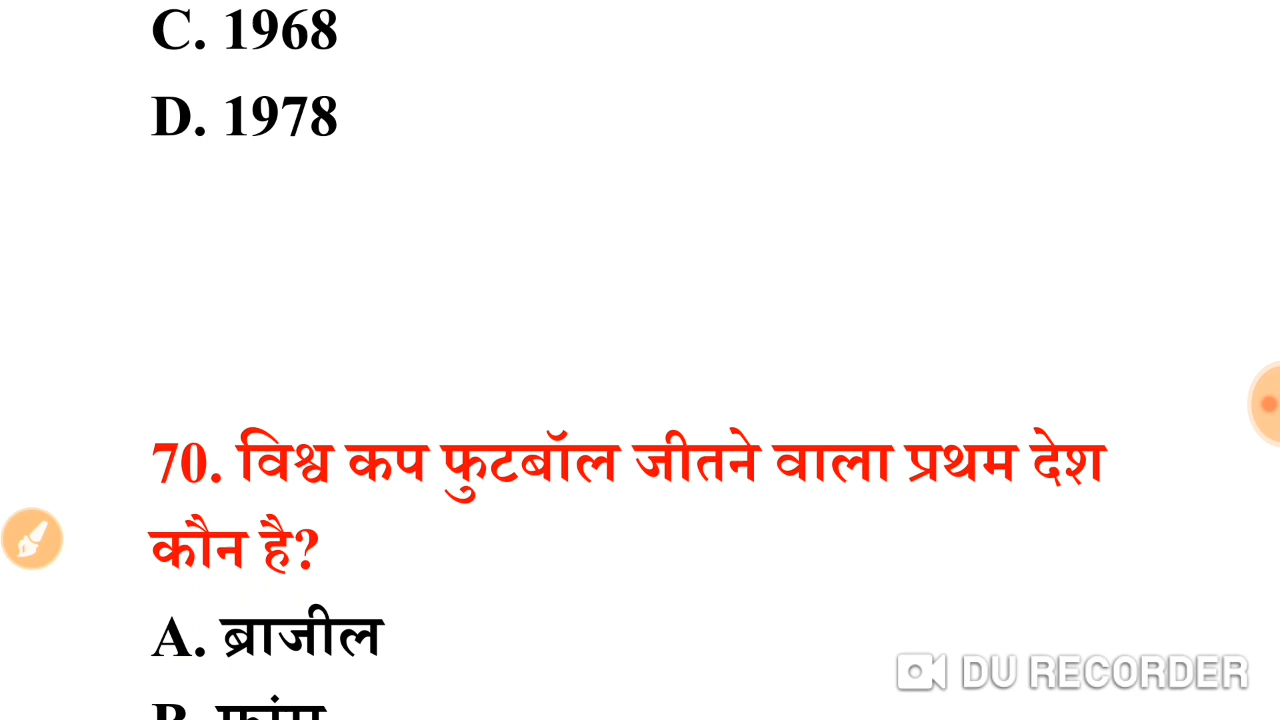 C. 1968
D. 1978
70. विश्व कप फुटबॉल जीतने वाला प्रथम देश
कौन है?
A. ब्राजील
DU RECORDER